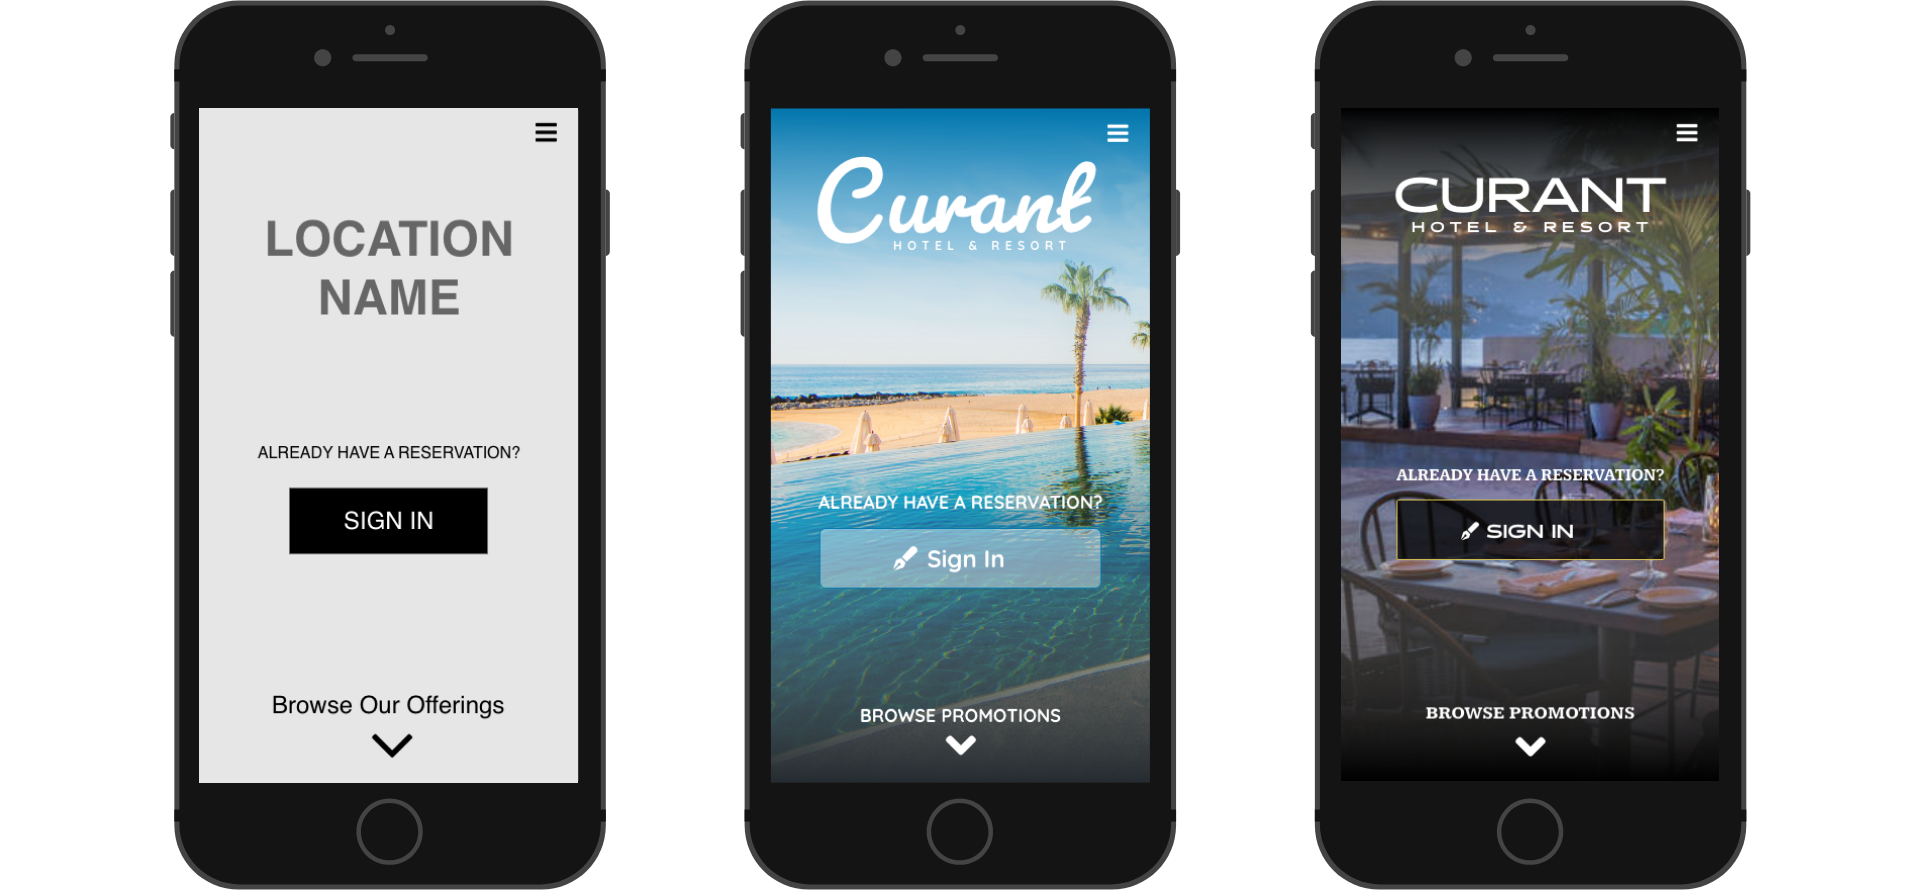 LOCATION
NAME
ALREADY HAVE A RESERVATION?
SIGN IN
Browse Our Offerings
Curant
HOTEL & RESORT
ALREADY HAVE A RESERVATION?
Sign In
BROWSE PROMOTIONS
CURANT
HOTEL & RESORT
ALREADY HAVE A RESERVATION?
SIGN IN
BROWSE PROMOTIONS